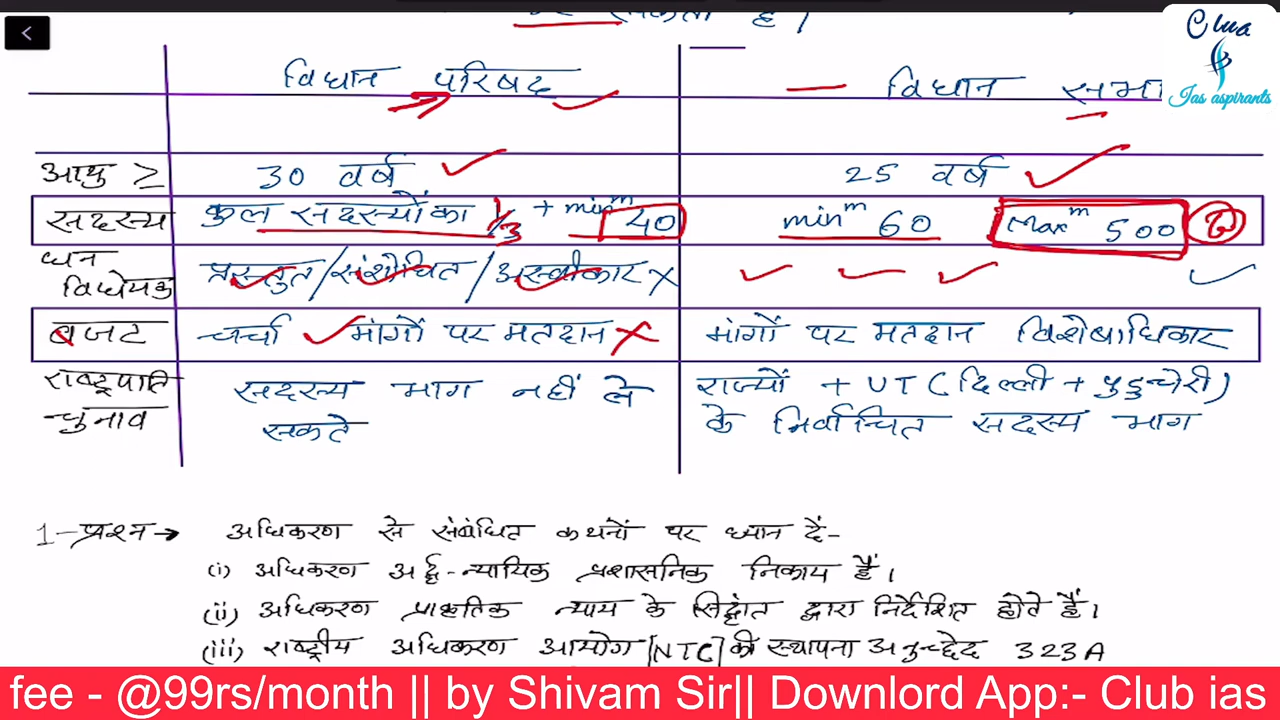 सकता है।
Clua
Ias aspirants
विधान परिषद
विधान सभा
आयु ≥ 30 वर्ष 25 वर्ष
सदस्य कुल सदस्यों का 1/3 + minᵐ 40 minᵐ 60 Maxᵐ 500
धन विधेयक प्रस्तुत/संशोधित/अस्वीकार X
बजट चर्चा ✓ मांगों पर मतदान X मांगों पर मतदान विशेषाधिकार
राष्ट्रपति सदस्य भाग नहीं ले राज्यों + UT (दिल्ली + पुडुचेरी)
चुनाव सकते के निर्वाचित सदस्य भाग
1-प्रश्न → अधिकरण से संबंधित कथनों पर ध्यान दें-
(i) अधिकरण अर्द्ध-न्यायिक प्रशासनिक निकाय हैं।
(ii) अधिकरण प्राकृतिक न्याय के सिद्धांत द्वारा निर्देशित होते हैं।
(iii) राष्ट्रीय अधिकरण आयोग [NTC] की स्थापना अनुच्छेद 323A
fee - @99rs/month || by Shivam Sir|| Downlord App:- Club ias